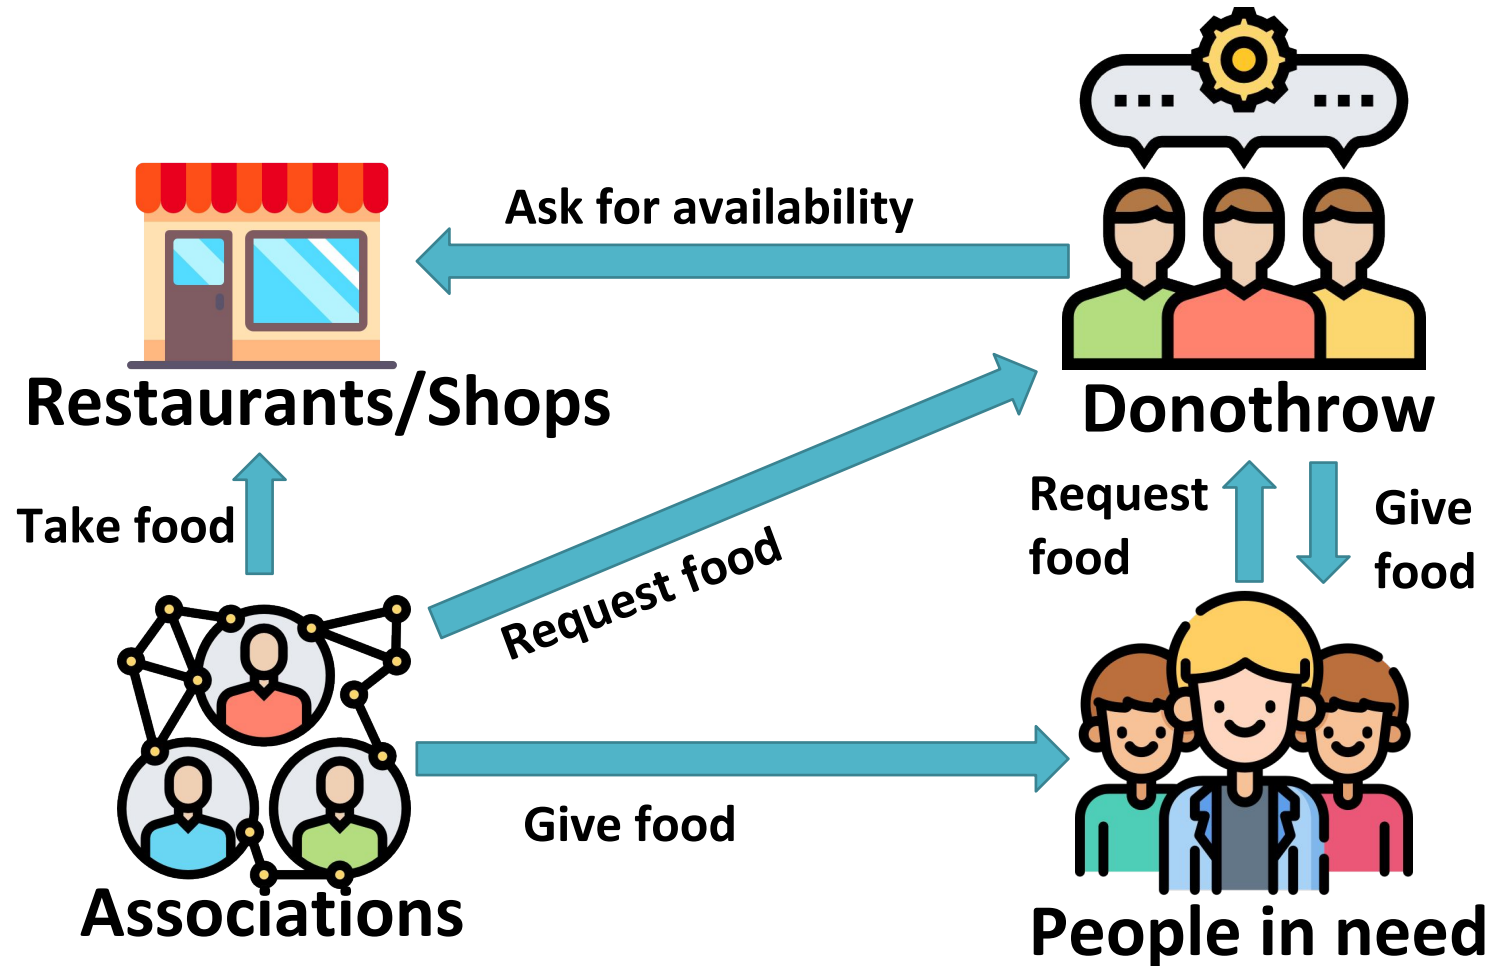 Ask for availability
Restaurants/Shops
Donothrow
Take food
Request food
Request
food
Give
food
Give food
Associations
People in need